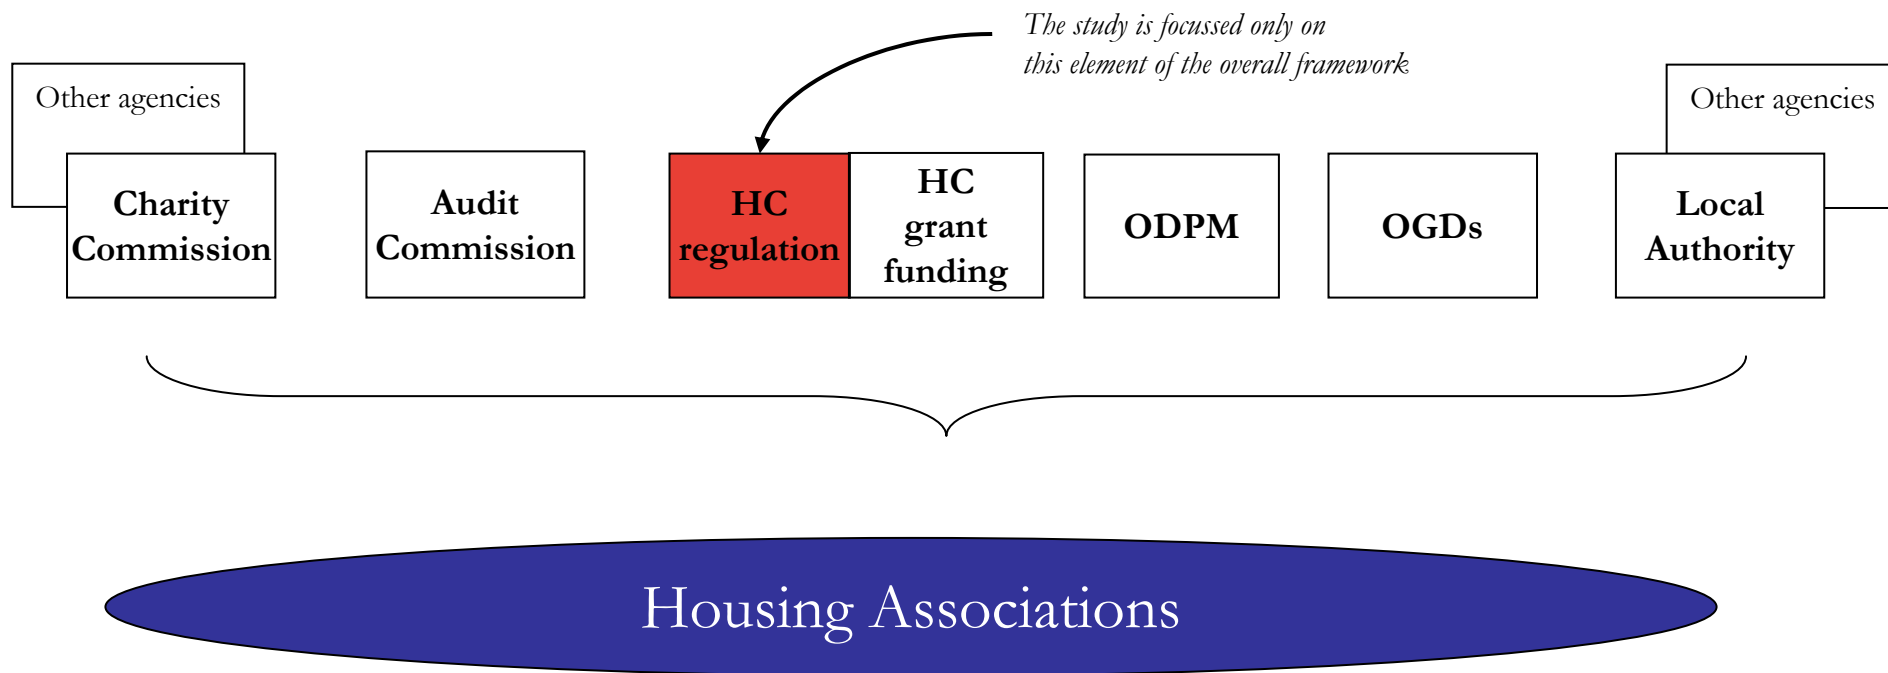 The study is focussed only on
this element of the overall framework
Other agencies
Charity
Commission
Audit
Commission
HC
regulation
HC
grant
funding
ODPM
OGDs
Other agencies
Local
Authority
Housing Associations